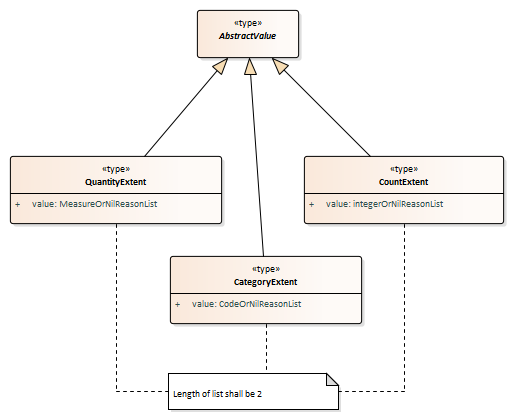 «type»
AbstractValue
«type»
QuantityExtent
+ value: MeasureOrNilReasonList
«type»
CountExtent
+ value: integerOrNilReasonList
«type»
CategoryExtent
+ value: CodeOrNilReasonList
Length of list shall be 2